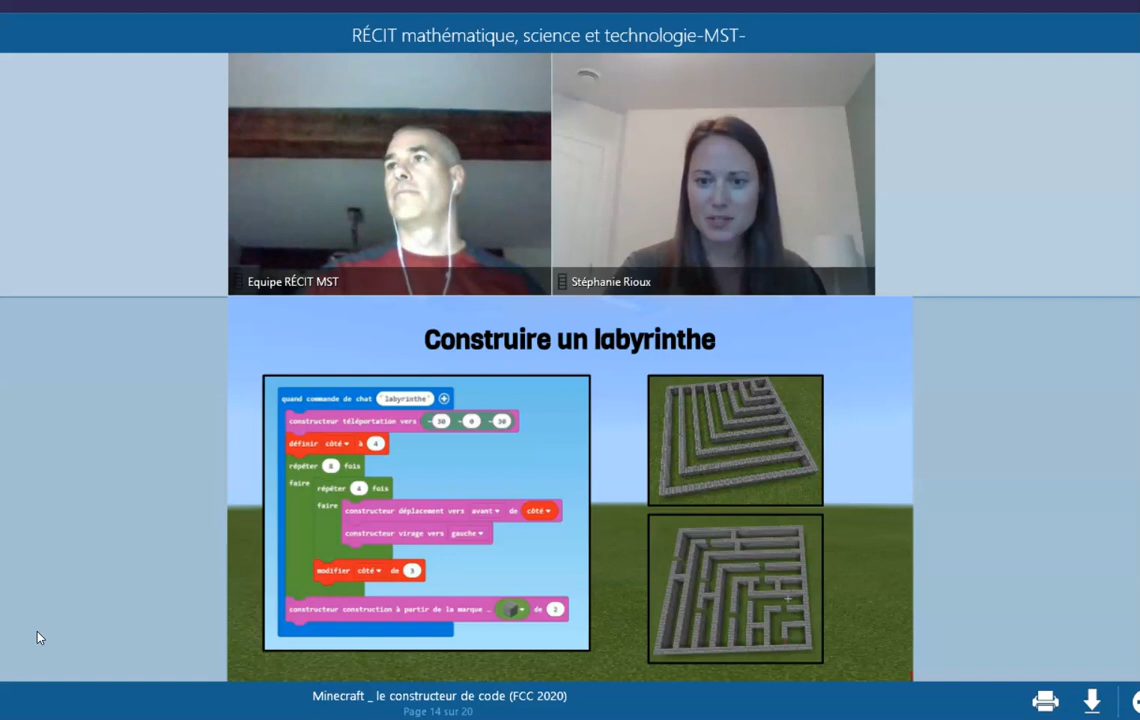 RÉCIT mathématique, science et technologie-MST-
Equipe RÉCIT MST
Stéphanie Rioux
Construire un labyrinthe
quand commande de chat "labyrinthe"
constructeur téléportation vers ~30 ~0 ~30
définir côté à 4
répéter 8 fois
faire répéter 4 fois
faire constructeur déplacement vers avant de côté
constructeur virage vers gauche
modifier côté de 3
constructeur construction à partir de la marque … de 2
Minecraft _ le constructeur de code (FCC 2020)
Page 14 sur 20